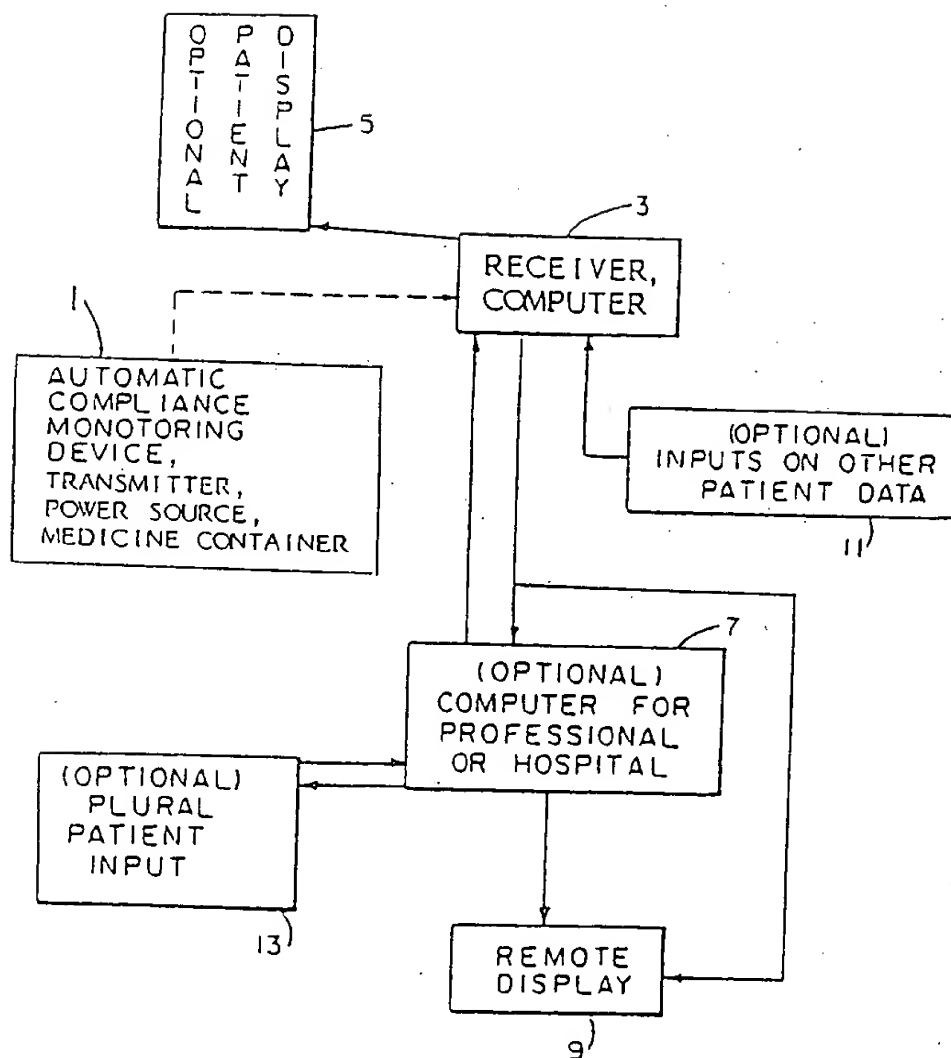 OPTIONAL
PATIENT
DISPLAY
5
3
RECEIVER,
COMPUTER
1
AUTOMATIC
COMPLIANCE
MONOTORING
DEVICE,
TRANSMITTER,
POWER SOURCE,
MEDICINE CONTAINER
(OPTIONAL)
INPUTS ON OTHER
PATIENT DATA
11
7
(OPTIONAL)
COMPUTER FOR
PROFESSIONAL
OR HOSPITAL
(OPTIONAL)
PLURAL
PATIENT
INPUT
13
REMOTE
DISPLAY
9